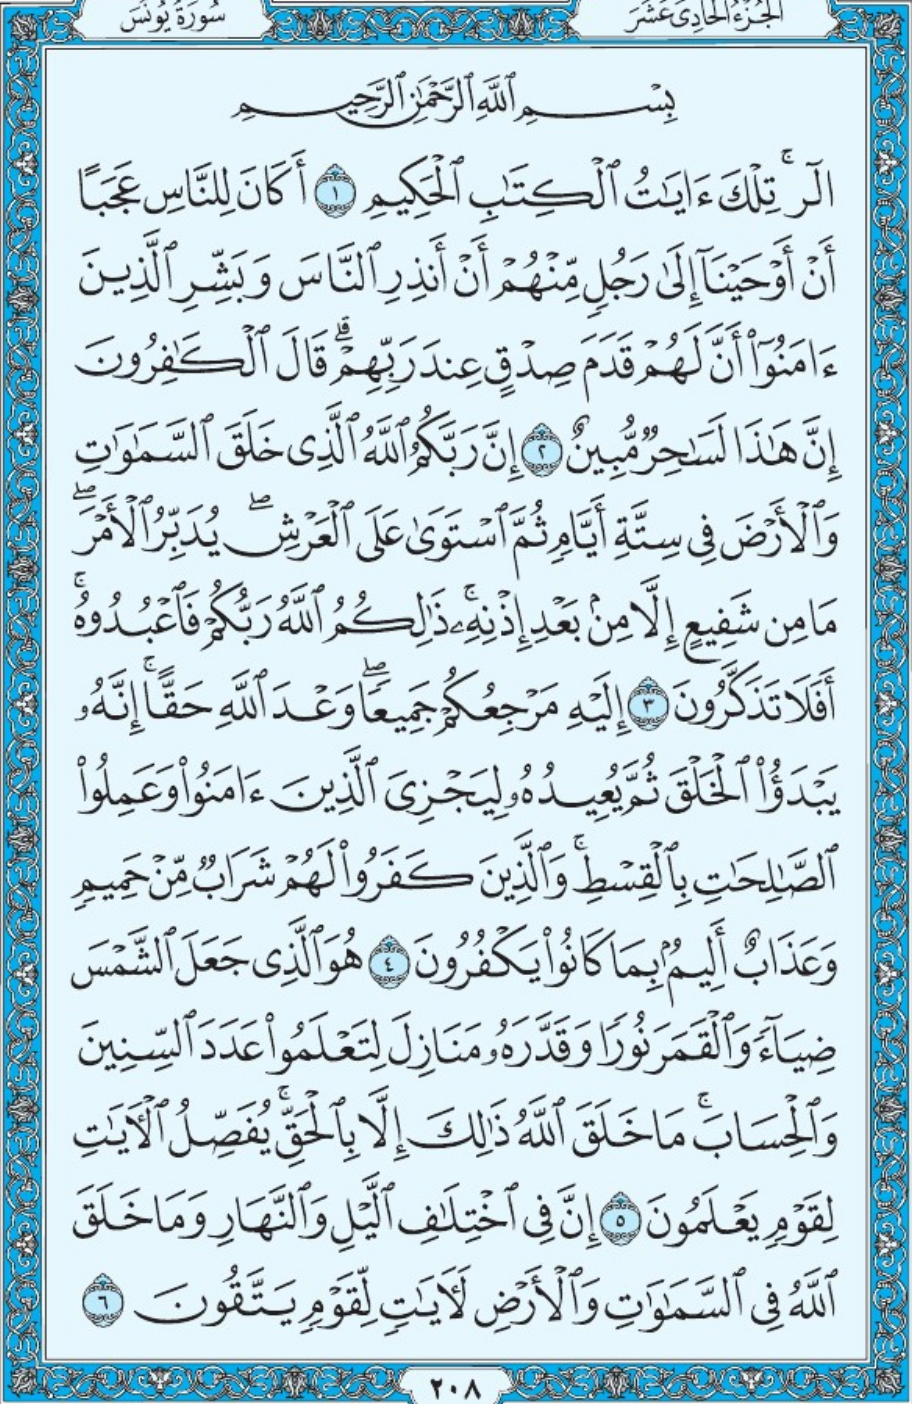 سُورَةُ يُونُسَ
الجُزْءُ الحَادِي عَشَرَ
بِسْمِ ٱللَّهِ ٱلرَّحْمَٰنِ ٱلرَّحِيمِ
الٓرۚ تِلْكَ ءَايَٰتُ ٱلْكِتَٰبِ ٱلْحَكِيمِ ١ أَكَانَ لِلنَّاسِ عَجَبًا
أَنْ أَوْحَيْنَآ إِلَىٰ رَجُلٍ مِّنْهُمْ أَنْ أَنذِرِ ٱلنَّاسَ وَبَشِّرِ ٱلَّذِينَ
ءَامَنُوٓا۟ أَنَّ لَهُمْ قَدَمَ صِدْقٍ عِندَ رَبِّهِمْۗ قَالَ ٱلْكَٰفِرُونَ
إِنَّ هَٰذَا لَسَٰحِرٌ مُّبِينٌ ٢ إِنَّ رَبَّكُمُ ٱللَّهُ ٱلَّذِى خَلَقَ ٱلسَّمَٰوَٰتِ
وَٱلْأَرْضَ فِى سِتَّةِ أَيَّامٍ ثُمَّ ٱسْتَوَىٰ عَلَى ٱلْعَرْشِۖ يُدَبِّرُ ٱلْأَمْرَۖ
مَا مِن شَفِيعٍ إِلَّا مِنۢ بَعْدِ إِذْنِهِۦۚ ذَٰلِكُمُ ٱللَّهُ رَبُّكُمْ فَٱعْبُدُوهُۚ
أَفَلَا تَذَكَّرُونَ ٣ إِلَيْهِ مَرْجِعُكُمْ جَمِيعًاۖ وَعْدَ ٱللَّهِ حَقًّاۚ إِنَّهُۥ
يَبْدَؤُا۟ ٱلْخَلْقَ ثُمَّ يُعِيدُهُۥ لِيَجْزِىَ ٱلَّذِينَ ءَامَنُوا۟ وَعَمِلُوا۟
ٱلصَّٰلِحَٰتِ بِٱلْقِسْطِۚ وَٱلَّذِينَ كَفَرُوا۟ لَهُمْ شَرَابٌ مِّنْ حَمِيمٍ
وَعَذَابٌ أَلِيمٌۢ بِمَا كَانُوا۟ يَكْفُرُونَ ٤ هُوَ ٱلَّذِى جَعَلَ ٱلشَّمْسَ
ضِيَآءً وَٱلْقَمَرَ نُورًا وَقَدَّرَهُۥ مَنَازِلَ لِتَعْلَمُوا۟ عَدَدَ ٱلسِّنِينَ
وَٱلْحِسَابَۚ مَا خَلَقَ ٱللَّهُ ذَٰلِكَ إِلَّا بِٱلْحَقِّۚ يُفَصِّلُ ٱلْءَايَٰتِ
لِقَوْمٍ يَعْلَمُونَ ٥ إِنَّ فِى ٱخْتِلَٰفِ ٱلَّيْلِ وَٱلنَّهَارِ وَمَا خَلَقَ
ٱللَّهُ فِى ٱلسَّمَٰوَٰتِ وَٱلْأَرْضِ لَءَايَٰتٍ لِّقَوْمٍ يَتَّقُونَ ٦
٢٠٨